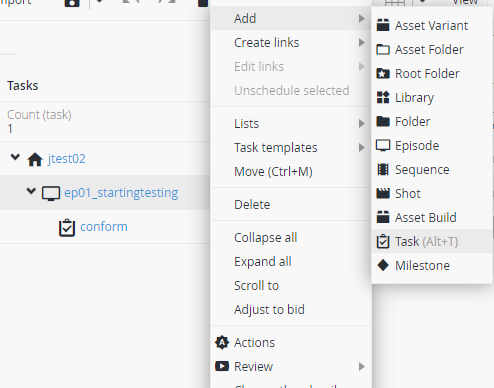 View
Tasks
Count (task)
1
jtest02
ep01_startingtesting
conform
Add
Create links
Edit links
Unschedule selected
Lists
Task templates
Move (Ctrl+M)
Delete
Collapse all
Expand all
Scroll to
Adjust to bid
Actions
Review
Asset Variant
Asset Folder
Root Folder
Library
Folder
Episode
Sequence
Shot
Asset Build
Task (Alt+T)
Milestone